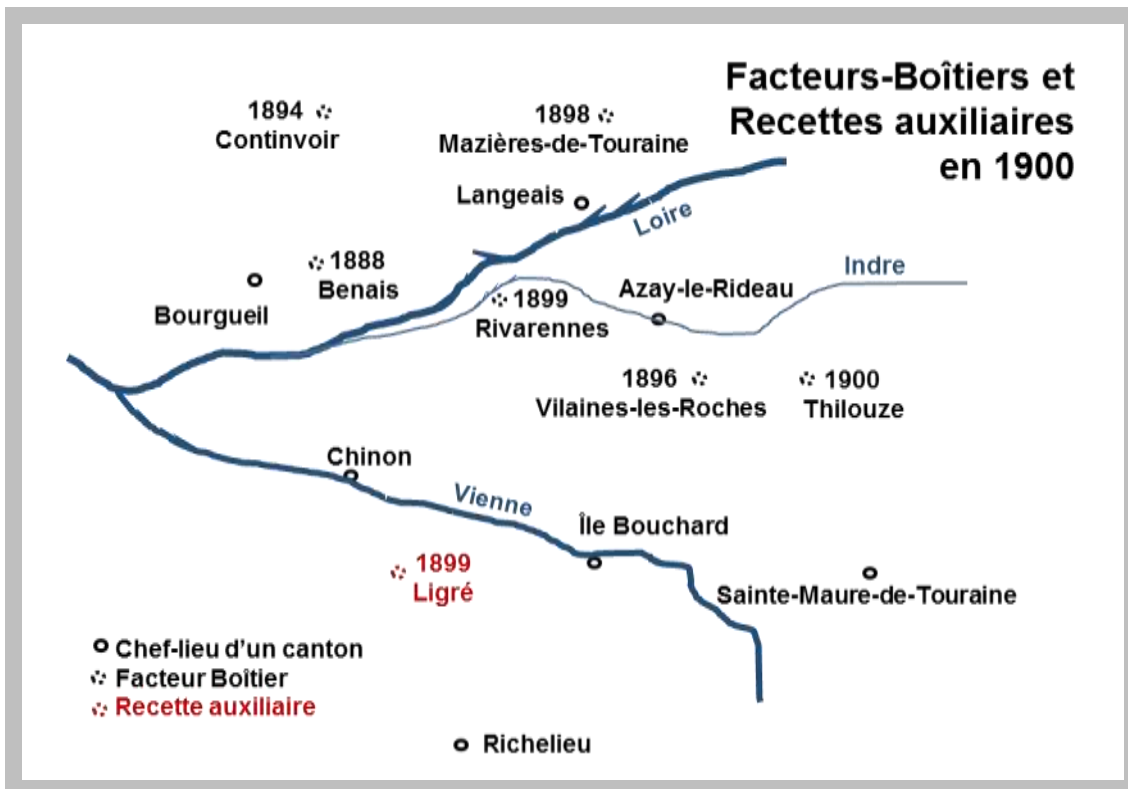 Facteurs-Boîtiers et
Recettes auxiliaires
en 1900
1894
Continvoir
1898
Mazières-de-Touraine
Langeais
Loire
1888
Benais
Bourgueil
1899
Rivarennes
Azay-le-Rideau
Indre
1896
Vilaines-les-Roches
1900
Thilouze
Chinon
Vienne
Île Bouchard
1899
Ligré
Sainte-Maure-de-Touraine
Chef-lieu d’un canton
Facteur Boîtier
Recette auxiliaire
Richelieu